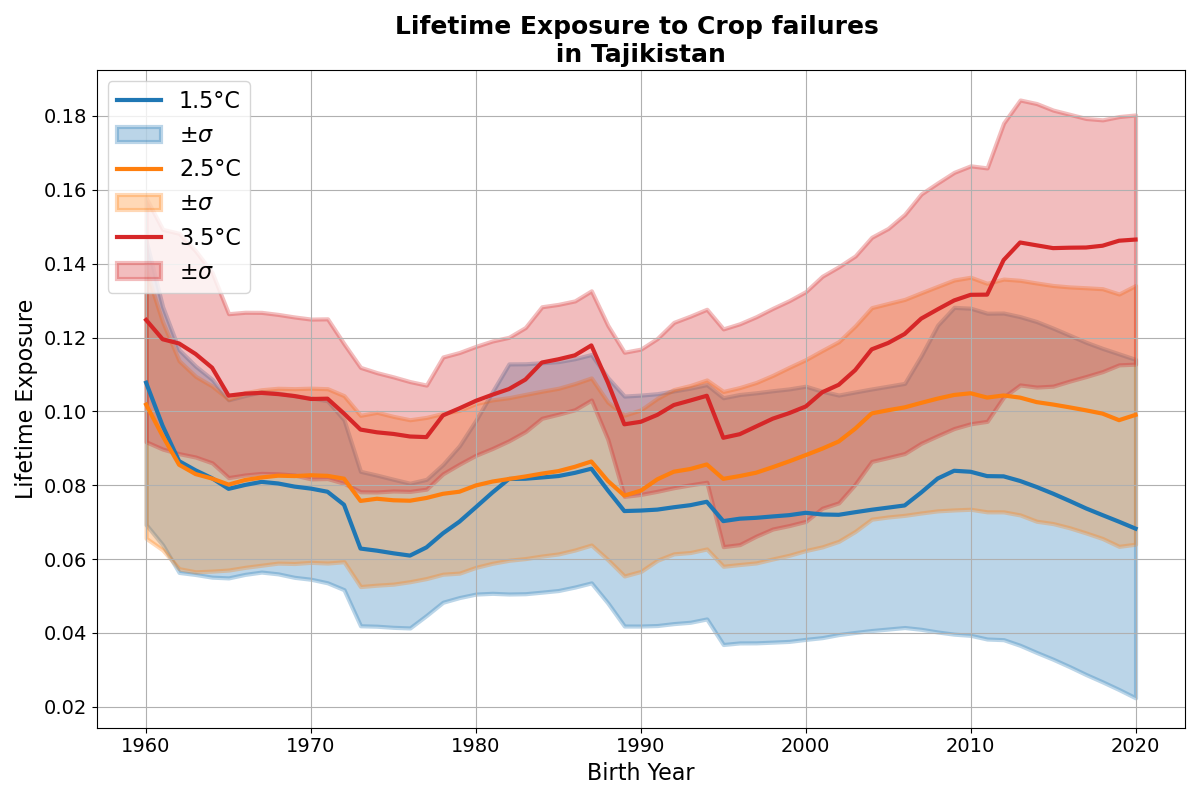 Lifetime Exposure to Crop failures
in Tajikistan
1.5°C
±σ
2.5°C
±σ
3.5°C
±σ
Lifetime Exposure
0.18
0.16
0.14
0.12
0.10
0.08
0.06
0.04
0.02
1960 1970 1980 1990 2000 2010 2020
Birth Year